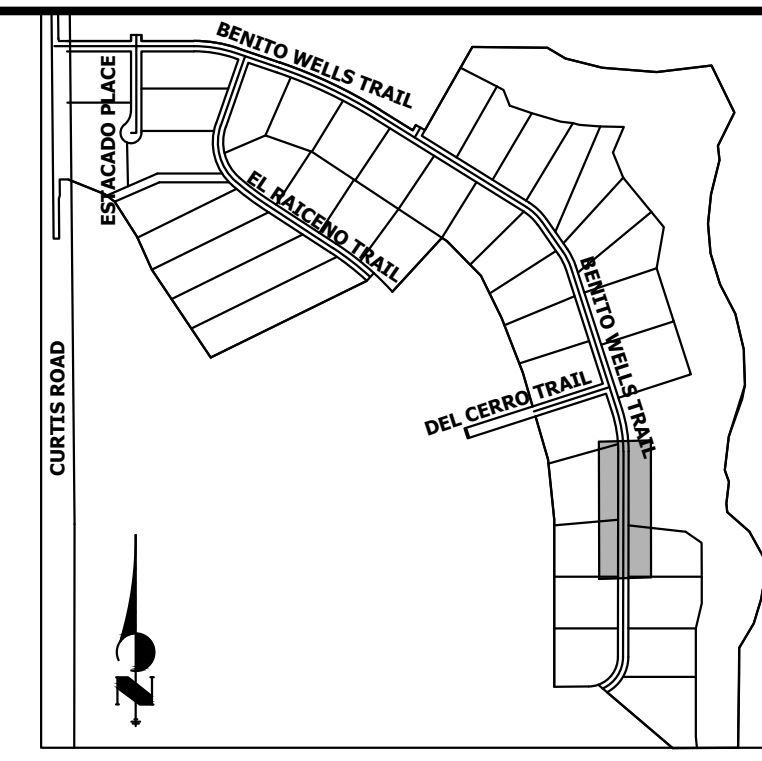 BENITO WELLS TRAIL
ESTACADO PLACE
EL RAICENO TRAIL
BENITO WELLS TRAIL
CURTIS ROAD
DEL CERRO TRAIL
N